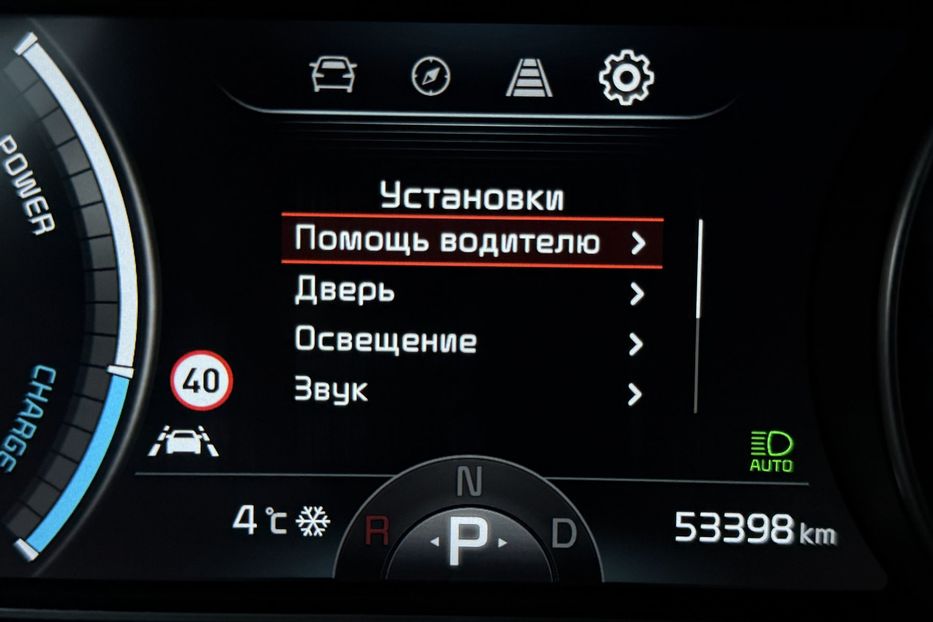 POWER
Установки
Помощь водителю
Дверь
Освещение
Звук
40
CHARGE
AUTO
N
4 °C
R
P
D
53398 km